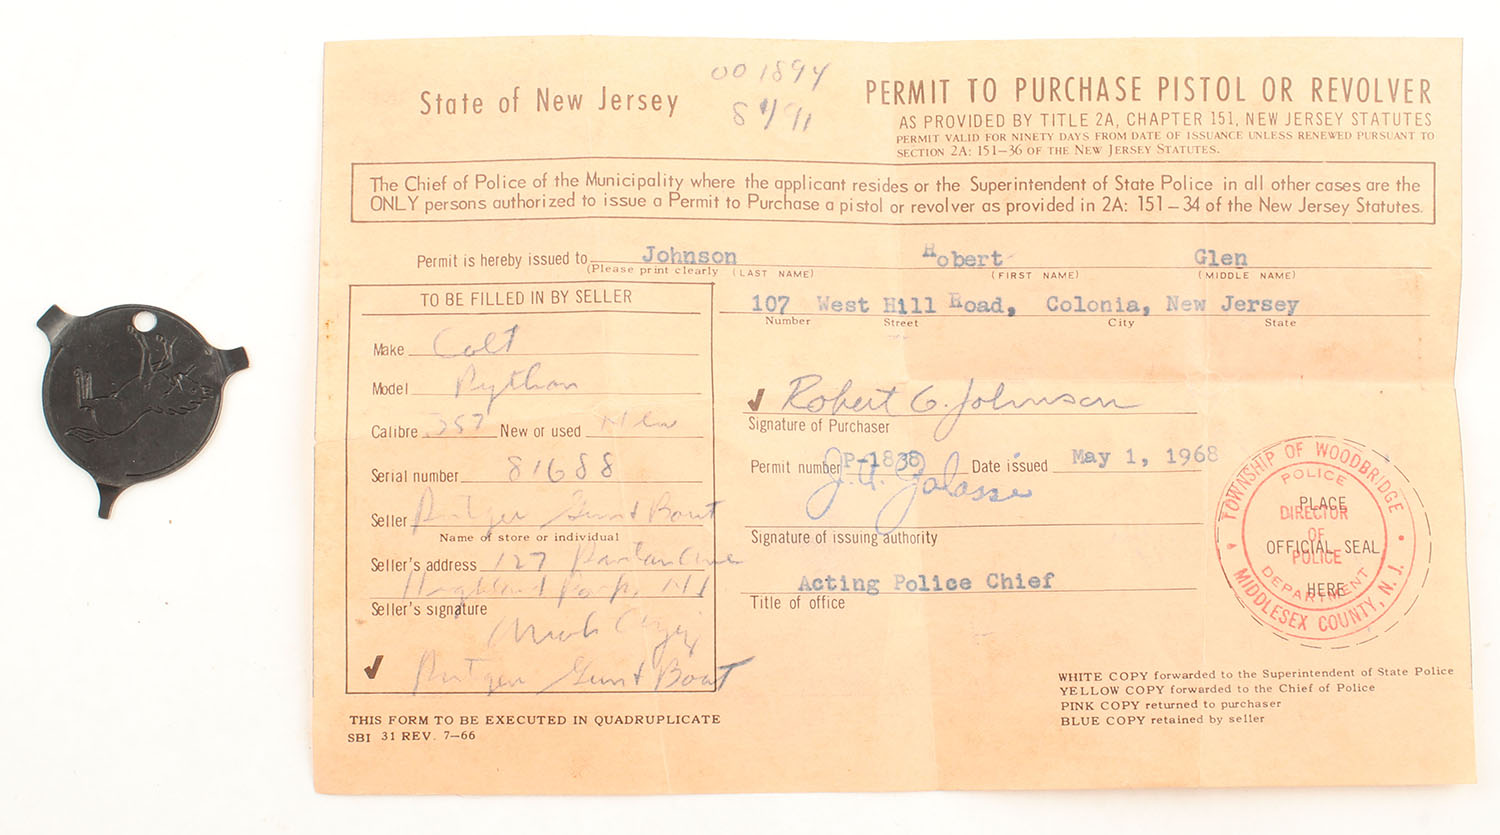 State of New Jersey
001894
8
PERMIT TO PURCHASE PISTOL OR REVOLVER
AS PROVIDED BY TITLE 2A, CHAPTER 151, NEW JERSEY STATUTES
PERMIT VALID FOR NINETY DAYS FROM DATE OF ISSUANCE UNLESS RENEWED PURSUANT TO
SECTION 2A: 151-36 OF THE NEW JERSEY STATUTES.
The Chief of Police of the Municipality where the applicant resides or the Superintendent of State Police in all other cases are the
ONLY persons authorized to issue a Permit to Purchase a pistol or revolver as provided in 2A: 151-34 of the New Jersey Statutes.
Permit is hereby issued to Johnson Robert Glen
(Please print clearly (LAST NAME) (FIRST NAME) (MIDDLE NAME)
107 West Hill Road, Colonia, New Jersey
Number Street City State
TO BE FILLED IN BY SELLER
Make Colt
Model Python
Calibre .357 New or used New
Serial number 81688
Seller Rutger Gun & Boat
Name of store or individual
Seller's address 127 Raritan Ave
Highland Park, NJ
Seller's signature
Rutger Gun & Boat
Robert G. Johnson
Signature of Purchaser
Permit number P-1838 Date issued May 1, 1968
Signature of issuing authority
Acting Police Chief
Title of office
TOWNSHIP OF WOODBRIDGE
POLICE
DIRECTOR
OF
POLICE
DEPARTMENT
MIDDLESEX COUNTY, N. J.
PLACE
OFFICIAL SEAL
HERE
WHITE COPY forwarded to the Superintendent of State Police
YELLOW COPY forwarded to the Chief of Police
PINK COPY returned to purchaser
BLUE COPY retained by seller
THIS FORM TO BE EXECUTED IN QUADRUPLICATE
SBI 31 REV. 7-66